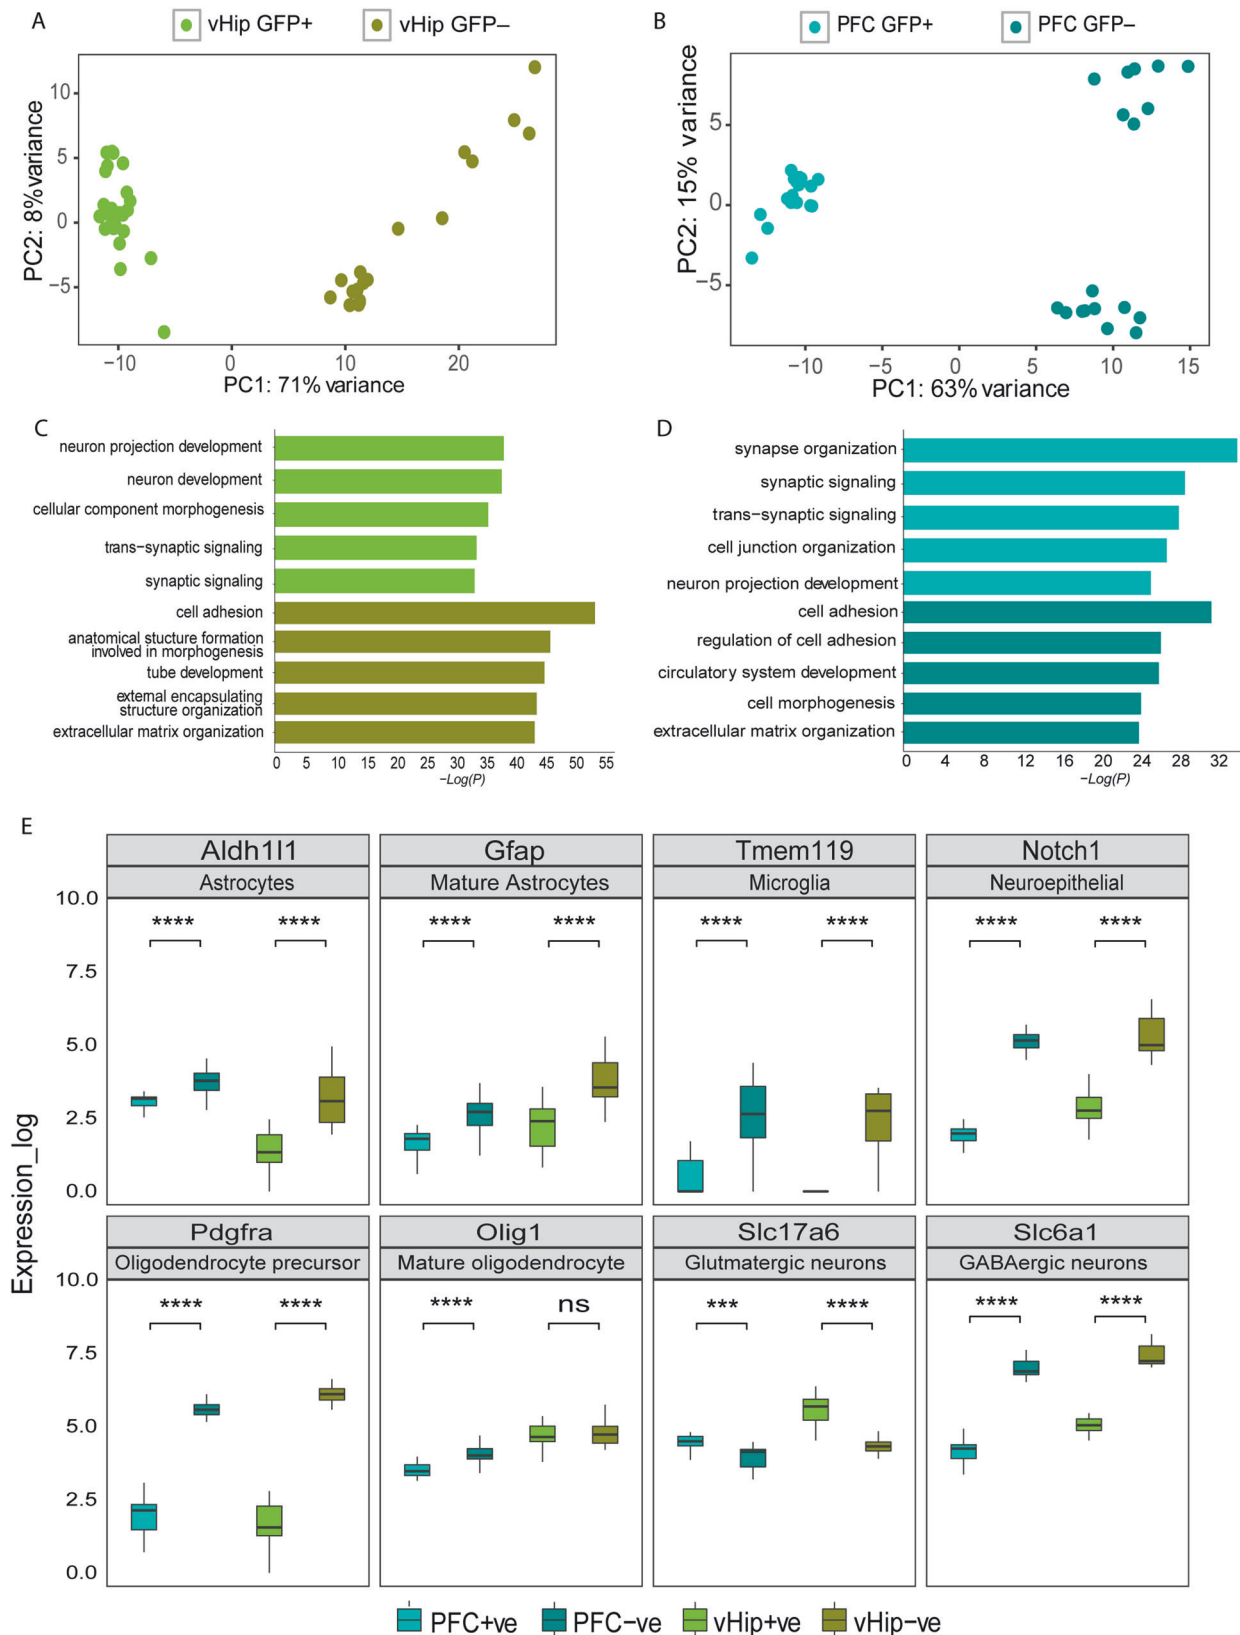 A
vHip GFP+
vHip GFP–
PC2: 8% variance
10
5
0
−5
−10
0
10
20
PC1: 71% variance
B
PFC GFP+
PFC GFP–
PC2: 15% variance
5
0
−5
−10
−5
0
5
10
15
PC1: 63% variance
C
neuron projection development
neuron development
cellular component morphogenesis
trans−synaptic signaling
synaptic signaling
cell adhesion
anatomical stucture formation
involved in morphogenesis
tube development
external encapsulating
structure organization
extracellular matrix organization
0 5 10 15 20 25 30 35 40 45 50 55
−Log(P)
D
synapse organization
synaptic signaling
trans−synaptic signaling
cell junction organization
neuron projection development
cell adhesion
regulation of cell adhesion
circulatory system development
cell morphogenesis
extracellular matrix organization
0 4 8 12 16 20 24 28 32
−Log(P)
E
Expression_log
Aldh1l1
Astrocytes
**** ****
Gfap
Mature Astrocytes
**** ****
Tmem119
Microglia
**** ****
Notch1
Neuroepithelial
**** ****
10.0
7.5
5.0
2.5
0.0
Pdgfra
Oligodendrocyte precursor
**** ****
Olig1
Mature oligodendrocyte
**** ns
Slc17a6
Glutmatergic neurons
*** ****
Slc6a1
GABAergic neurons
**** ****
10.0
7.5
5.0
2.5
0.0
PFC+ve
PFC−ve
vHip+ve
vHip−ve